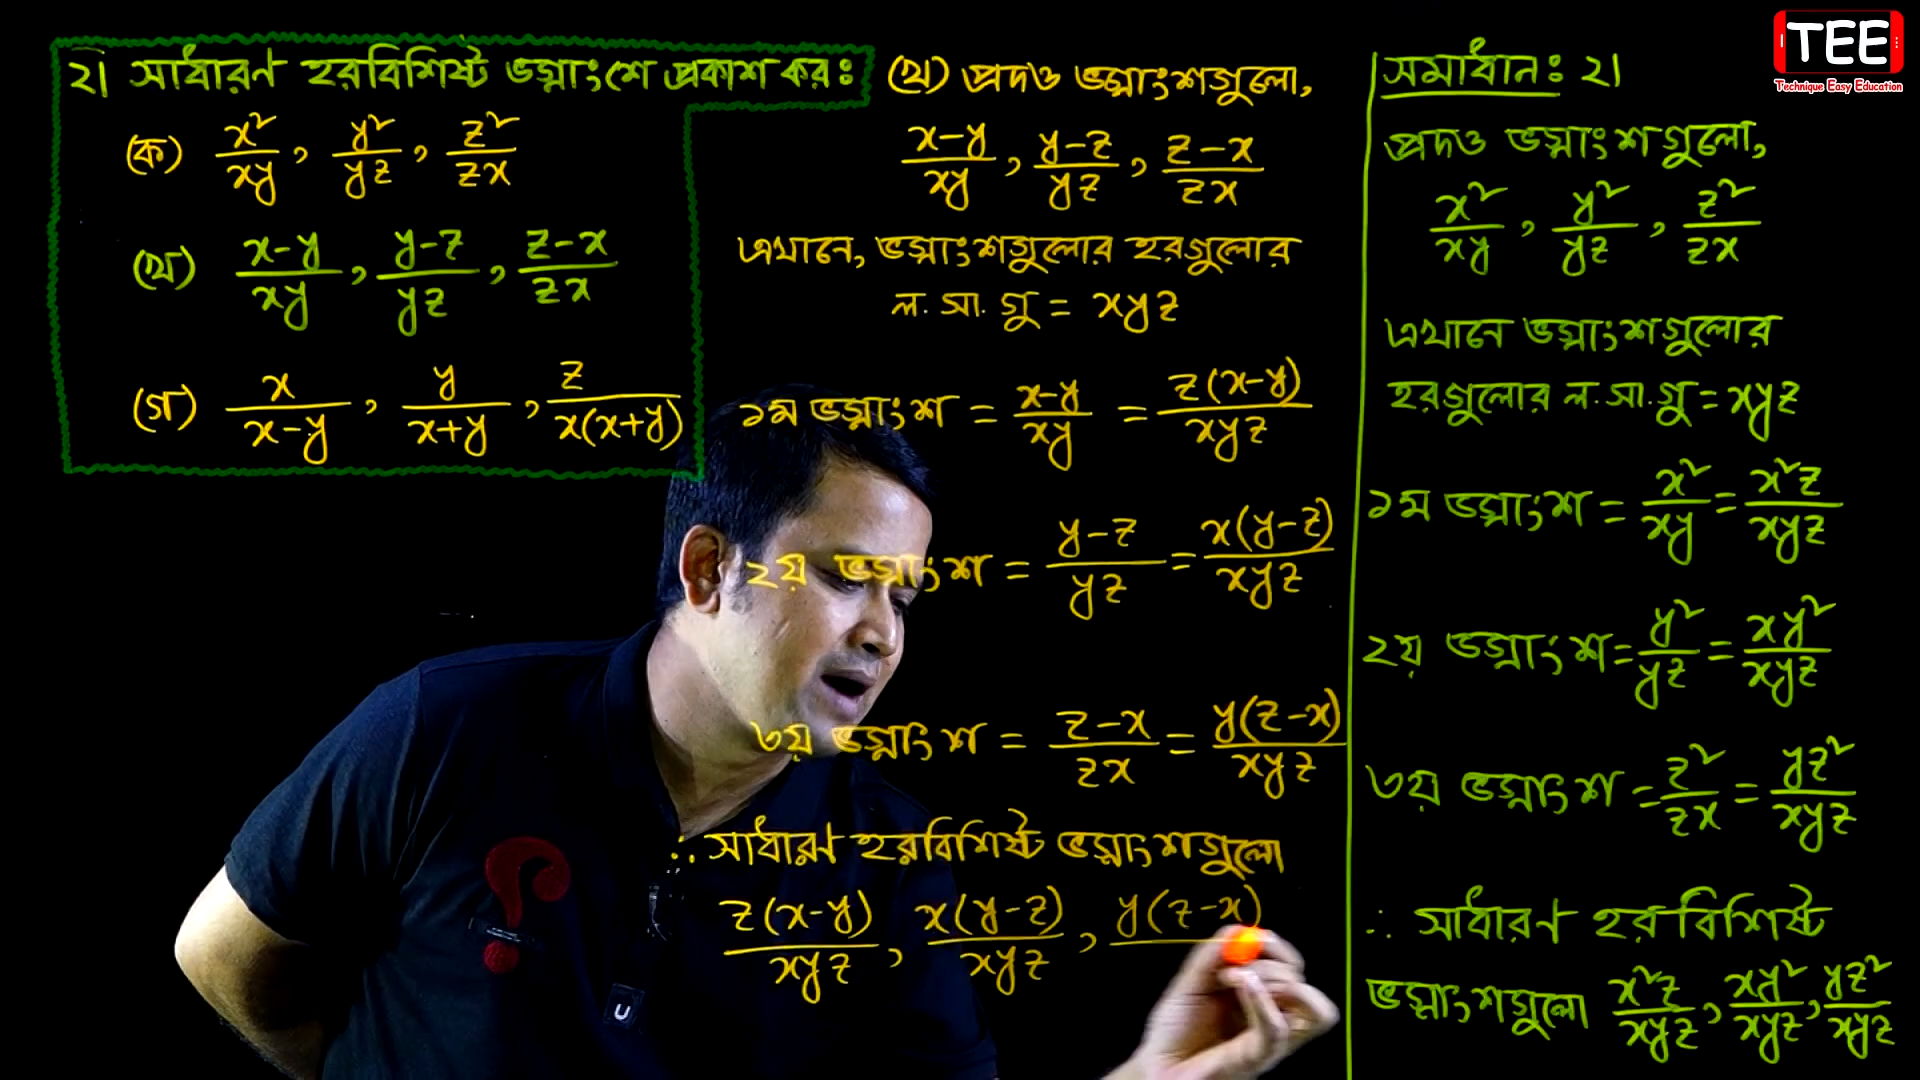 ২। সাধারণ হরবিশিষ্ট ভগ্নাংশে প্রকাশ কর:
(ক) x²/xy, y²/yz, z²/zx
(খ) x-y/xy, y-z/yz, z-x/zx
(গ) x/x-y, y/x+y, z/x(x+y)
(খ) প্রদত্ত ভগ্নাংশগুলো,
x-y/xy, y-z/yz, z-x/zx
এখানে, ভগ্নাংশগুলোর হরগুলোর
ল. সা. গু = xyz
১ম ভগ্নাংশ = x-y/xy = z(x-y)/xyz
২য় ভগ্নাংশ = y-z/yz = x(y-z)/xyz
৩য় ভগ্নাংশ = z-x/zx = y(z-x)/xyz
∴ সাধারণ হরবিশিষ্ট ভগ্নাংশগুলো
z(x-y)/xyz, x(y-z)/xyz, y(z-x)
সমাধান: ২।
প্রদত্ত ভগ্নাংশগুলো,
x²/xy, y²/yz, z²/zx
এখানে ভগ্নাংশগুলোর
হরগুলোর ল. সা. গু = xyz
১ম ভগ্নাংশ = x²/xy = x²z/xyz
২য় ভগ্নাংশ = y²/yz = xy²/xyz
৩য় ভগ্নাংশ = z²/zx = yz²/xyz
∴ সাধারণ হরবিশিষ্ট
ভগ্নাংশগুলো x²z/xyz, xy²/xyz, yz²/xyz
TEE
Technique Easy Education
?
U